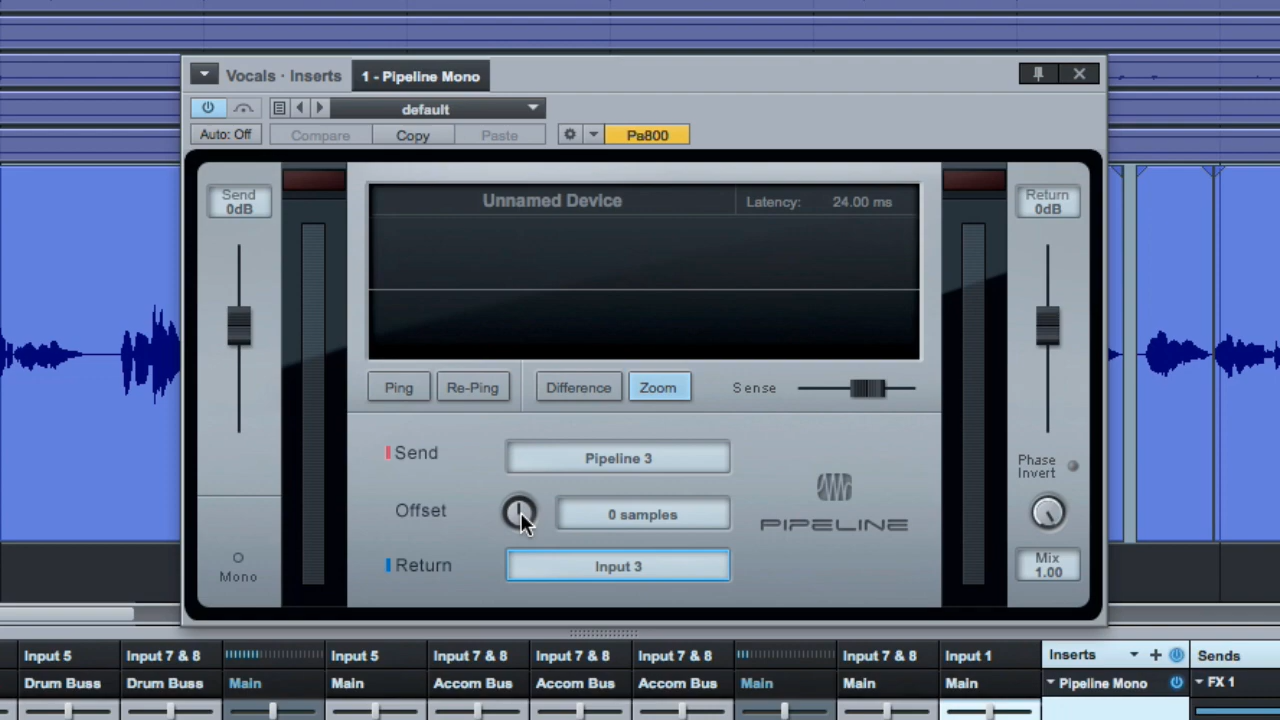 Vocals · Inserts
1 - Pipeline Mono
default
Auto: Off
Compare
Copy
Paste
Pa800
Send
0dB
Unnamed Device
Latency:
24.00 ms
Return
0dB
Ping
Re-Ping
Difference
Zoom
Sense
Send
Pipeline 3
Offset
0 samples
Return
Input 3
PIPELINE
Phase
Invert
Mix
1.00
Mono
Input 5
Input 7 & 8
Input 5
Input 7 & 8
Input 7 & 8
Input 7 & 8
Input 7 & 8
Input 1
Inserts
Sends
Drum Buss
Drum Buss
Main
Main
Accom Bus
Accom Bus
Accom Bus
Main
Main
Main
Pipeline Mono
FX 1